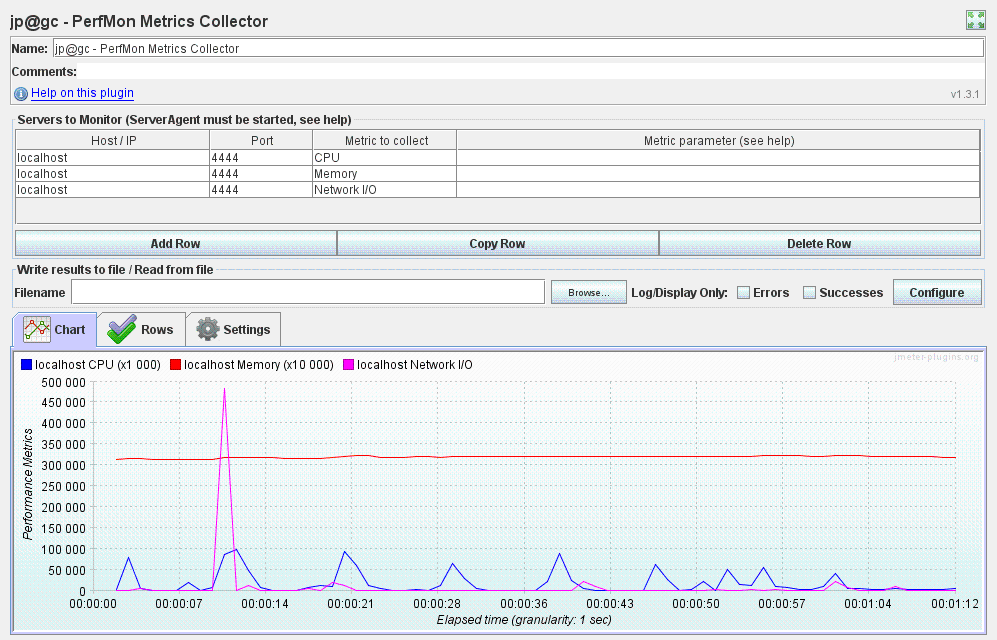 jp@gc - PerfMon Metrics Collector
Name: jp@gc - PerfMon Metrics Collector
Comments:
Help on this plugin
v1.3.1
Servers to Monitor (ServerAgent must be started, see help)
Host / IP Port Metric to collect Metric parameter (see help)
localhost 4444 CPU
localhost 4444 Memory
localhost 4444 Network I/O
Add Row Copy Row Delete Row
Write results to file / Read from file
Filename Browse... Log/Display Only: Errors Successes Configure
Chart Rows Settings
jmeter-plugins.org
localhost CPU (x1 000) localhost Memory (x10 000) localhost Network I/O
500 000
450 000
400 000
350 000
300 000
250 000
200 000
150 000
100 000
50 000
0
Performance Metrics
00:00:00 00:00:07 00:00:14 00:00:21 00:00:28 00:00:36 00:00:43 00:00:50 00:00:57 00:01:04 00:01:12
Elapsed time (granularity: 1 sec)